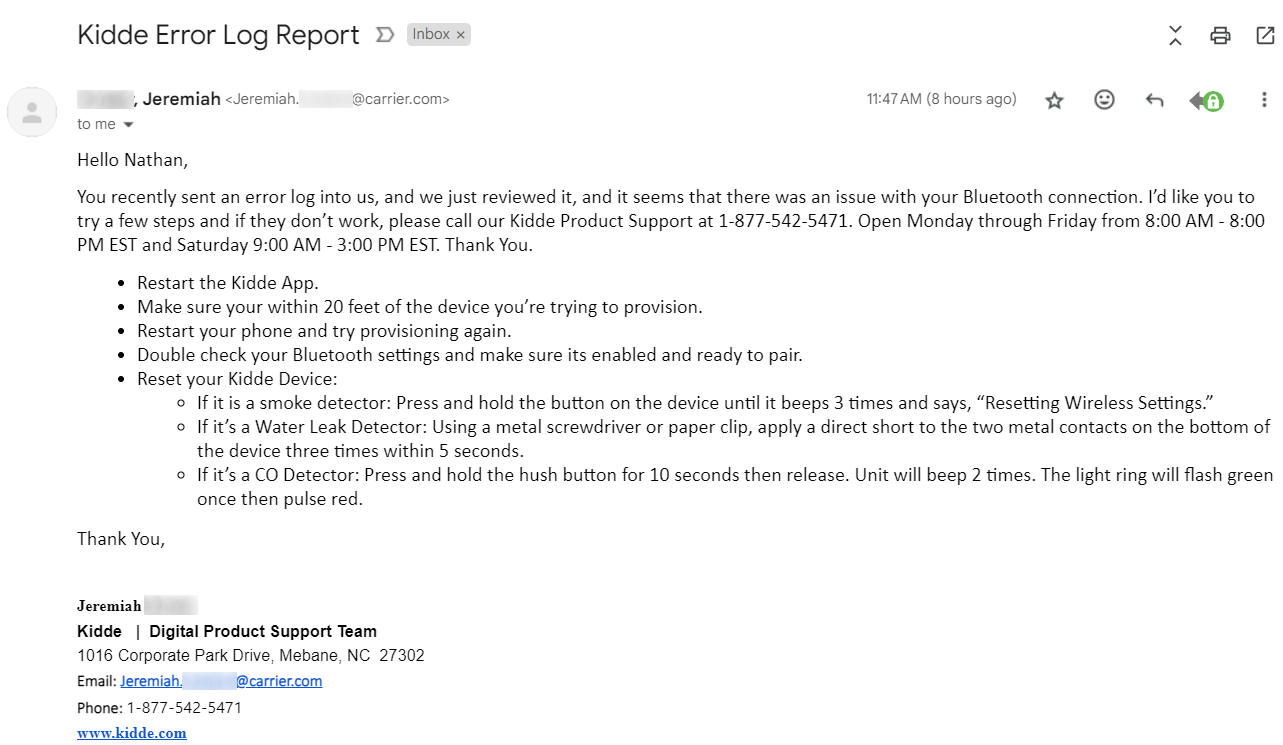 Kidde Error Log Report Inbox ×
, Jeremiah <Jeremiah. @carrier.com> 11:47 AM (8 hours ago)
to me
Hello Nathan,
You recently sent an error log into us, and we just reviewed it, and it seems that there was an issue with your Bluetooth connection. I’d like you to
try a few steps and if they don’t work, please call our Kidde Product Support at 1-877-542-5471. Open Monday through Friday from 8:00 AM - 8:00
PM EST and Saturday 9:00 AM - 3:00 PM EST. Thank You.
• Restart the Kidde App.
• Make sure your within 20 feet of the device you’re trying to provision.
• Restart your phone and try provisioning again.
• Double check your Bluetooth settings and make sure its enabled and ready to pair.
• Reset your Kidde Device:
○ If it is a smoke detector: Press and hold the button on the device until it beeps 3 times and says, “Resetting Wireless Settings.”
○ If it’s a Water Leak Detector: Using a metal screwdriver or paper clip, apply a direct short to the two metal contacts on the bottom of
the device three times within 5 seconds.
○ If it’s a CO Detector: Press and hold the hush button for 10 seconds then release. Unit will beep 2 times. The light ring will flash green
once then pulse red.
Thank You,
Jeremiah
Kidde | Digital Product Support Team
1016 Corporate Park Drive, Mebane, NC 27302
Email: Jeremiah. @carrier.com
Phone: 1-877-542-5471
www.kidde.com